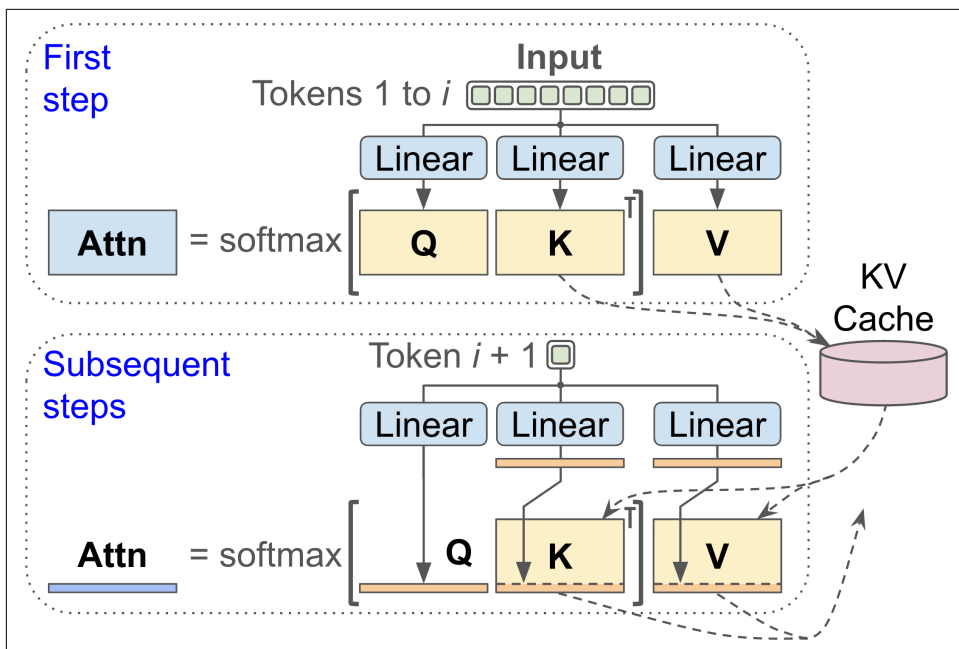 First
step
Input
Tokens 1 to i
Linear Linear Linear
Attn = softmax [ Q K ]ᵀ V
KV
Cache
Subsequent
steps
Token i + 1
Linear Linear Linear
Attn = softmax [ Q K ]ᵀ V